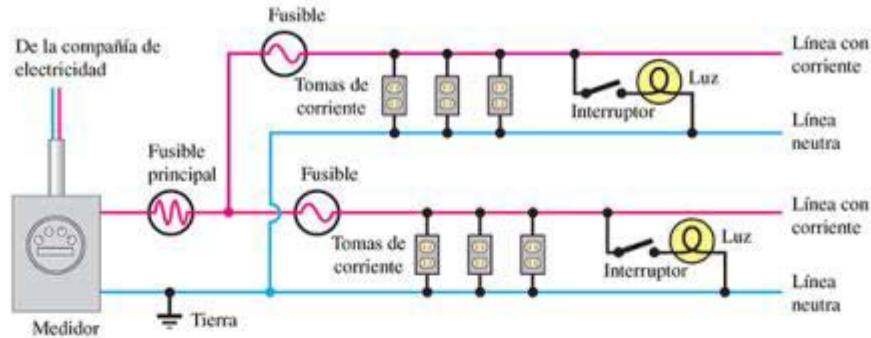 Fusible
De la compañía de
electricidad
Línea con
corriente
Tomas de
corriente
Luz
Interruptor
Línea
neutra
Fusible
principal
Fusible
Línea con
corriente
Tomas de
corriente
Luz
Interruptor
Línea
neutra
Tierra
Medidor